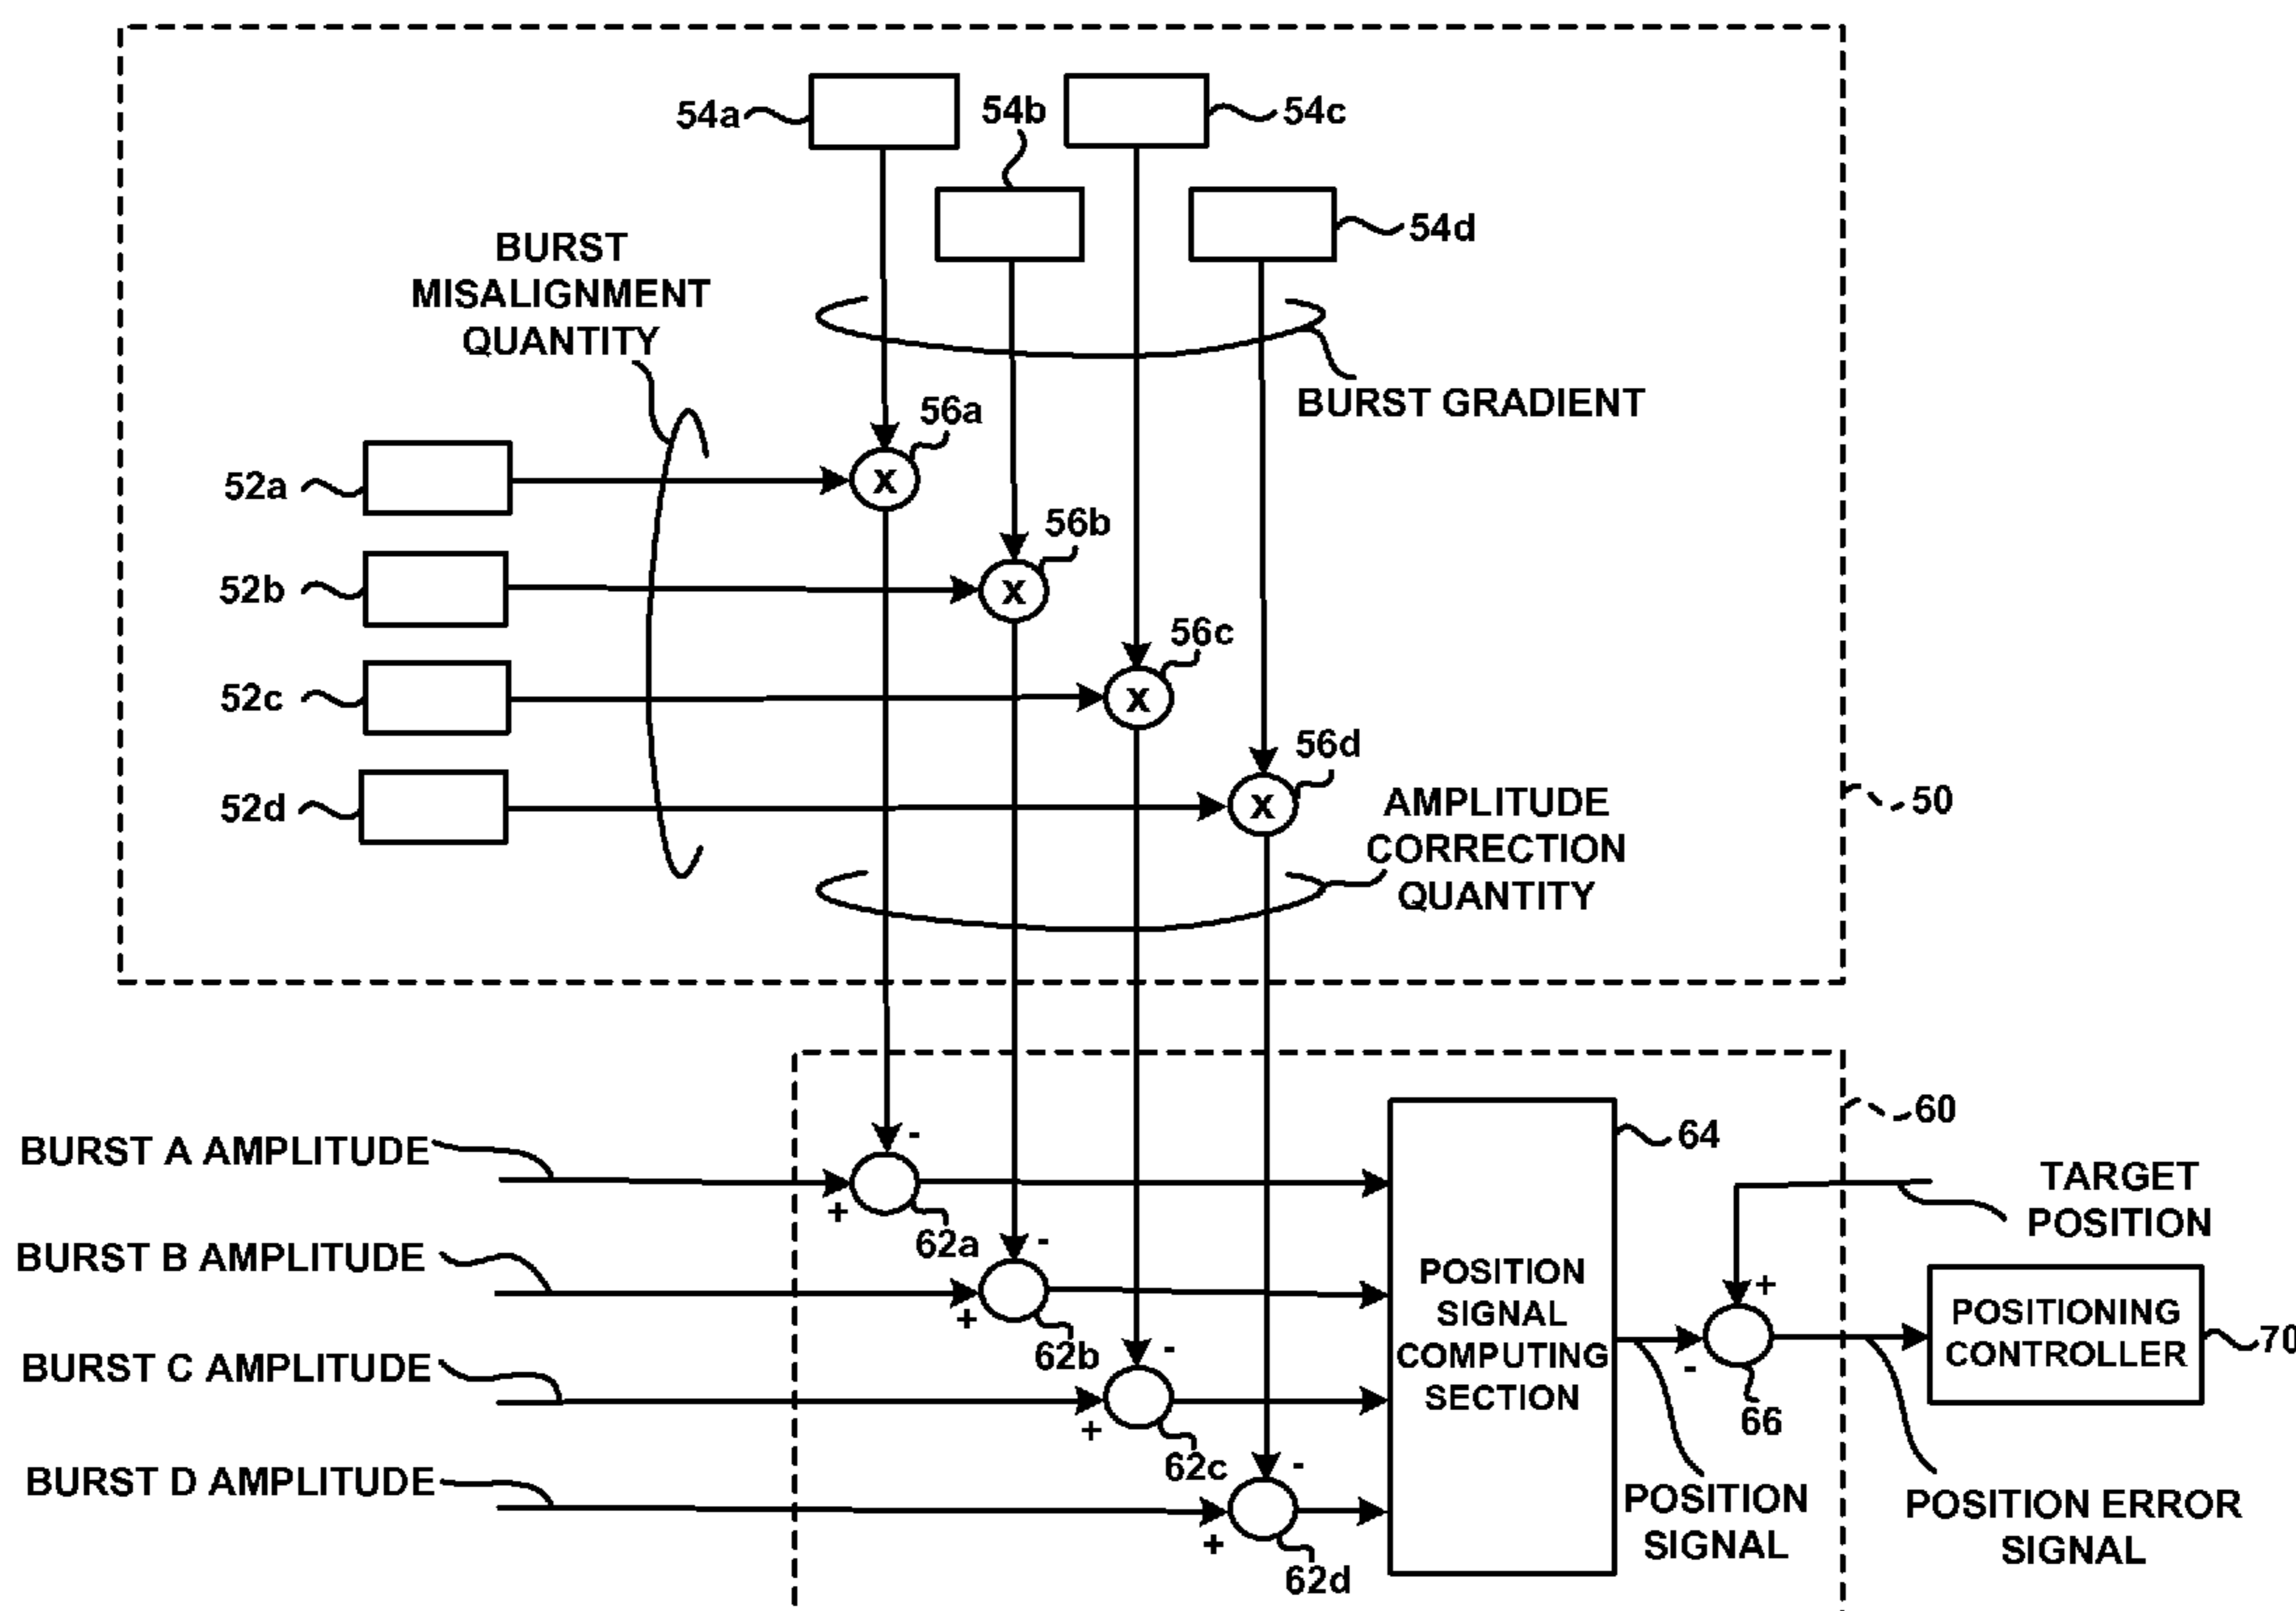 54a
54b
54c
54d
BURST
MISALIGNMENT
QUANTITY
BURST GRADIENT
56a
52a
x
56b
52b
x
56c
52c
x
56d
52d
x
AMPLITUDE
CORRECTION
QUANTITY
50
60
BURST A AMPLITUDE
-
+
62a
64
TARGET
POSITION
BURST B AMPLITUDE
-
+
62b
POSITION
SIGNAL
COMPUTING
SECTION
+
-
66
POSITIONING
CONTROLLER
70
BURST C AMPLITUDE
-
+
62c
BURST D AMPLITUDE
-
+
62d
POSITION
SIGNAL
POSITION ERROR
SIGNAL